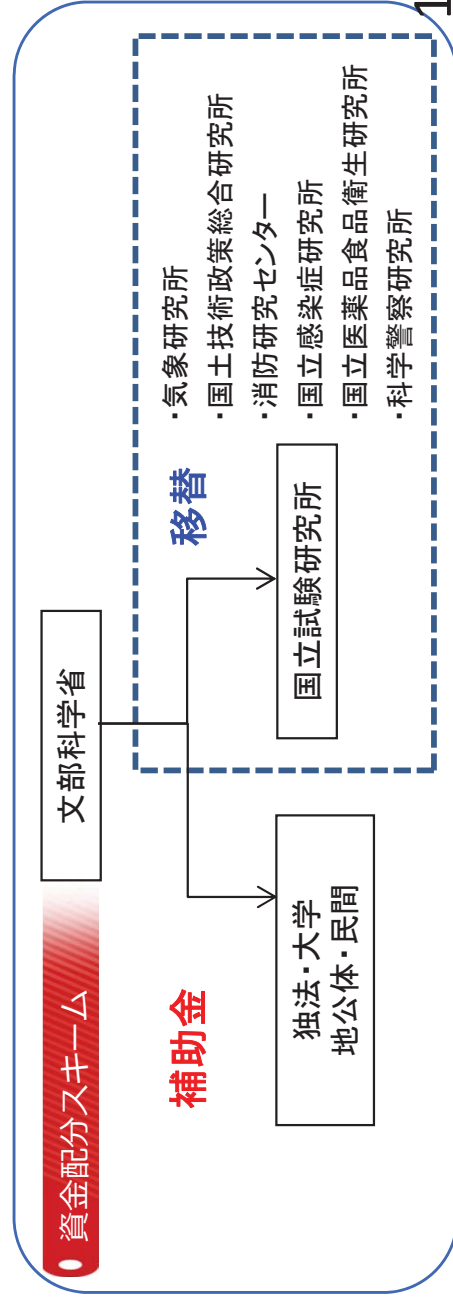 資金配分スキーム
文部科学省
補助金
移替
独法・大学
地公体・民間
国立試験研究所
・気象研究所
・国土技術政策総合研究所
・消防研究センター
・国立感染症研究所
・国立医薬品食品衛生研究所
・科学警察研究所